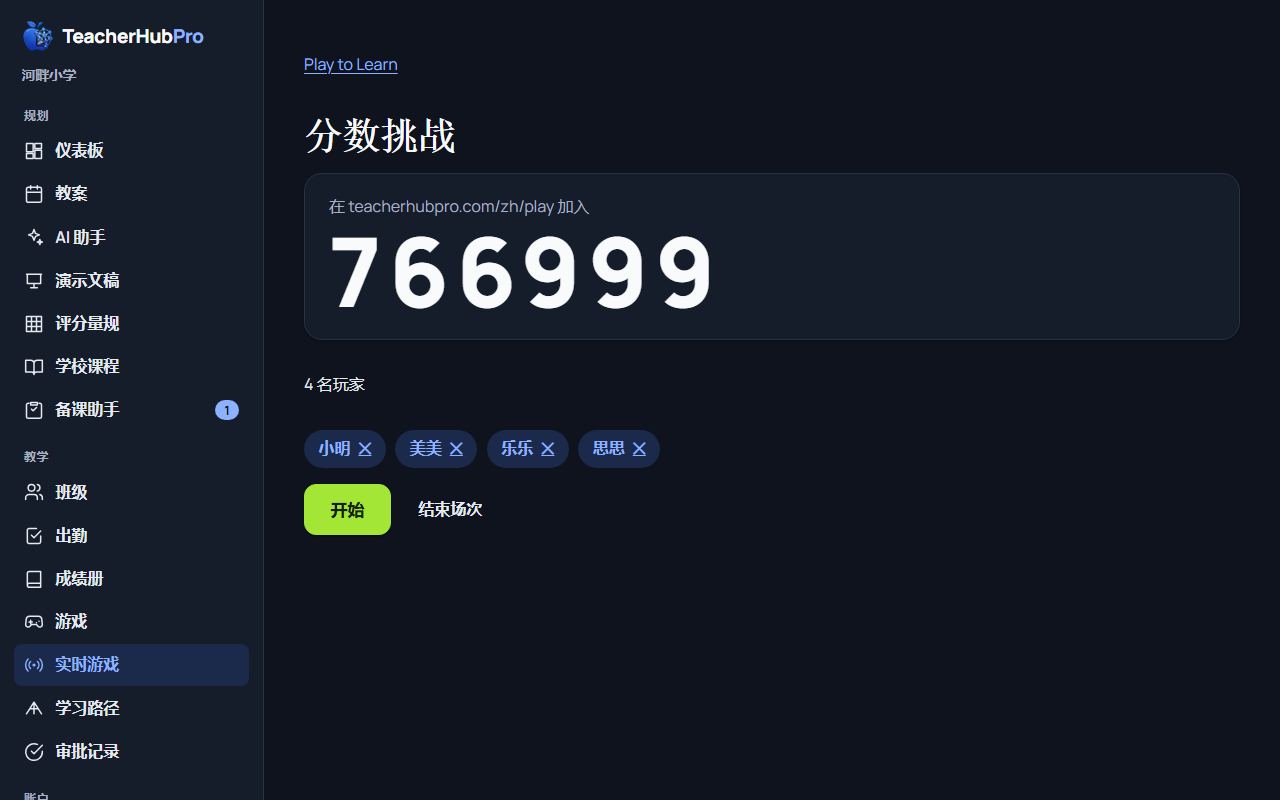 TeacherHubPro
河畔小学
规划
仪表板
教案
AI 助手
演示文稿
评分量规
学校课程
备课助手
1
教学
班级
出勤
成绩册
游戏
实时游戏
学习路径
审批记录
账户
Play to Learn
分数挑战
在 teacherhubpro.com/zh/play 加入
766999
4 名玩家
小明 ✕ 美美 ✕ 乐乐 ✕ 思思 ✕
开始 结束场次